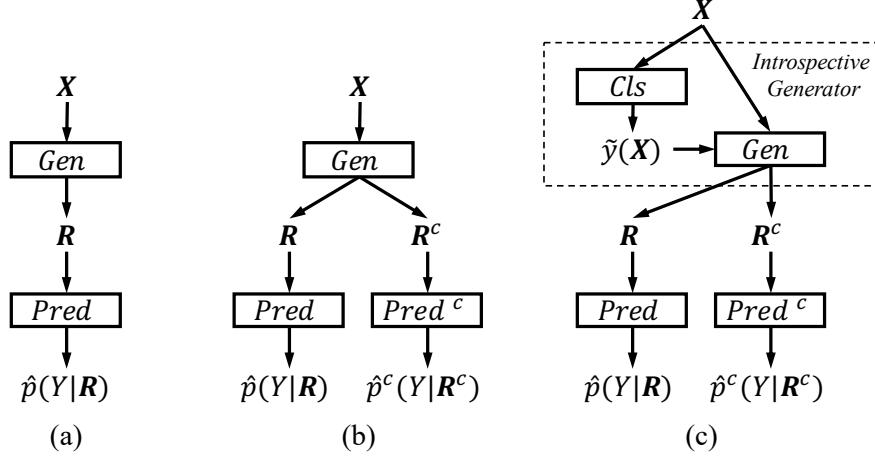 X
Gen
R
Pred
p̂(Y|R)
(a)
X
Gen
R R^c
Pred Pred^c
p̂(Y|R) p̂^c(Y|R^c)
(b)
X
Introspective
Generator
Cls
ỹ(X) Gen
R R^c
Pred Pred^c
p̂(Y|R) p̂^c(Y|R^c)
(c)